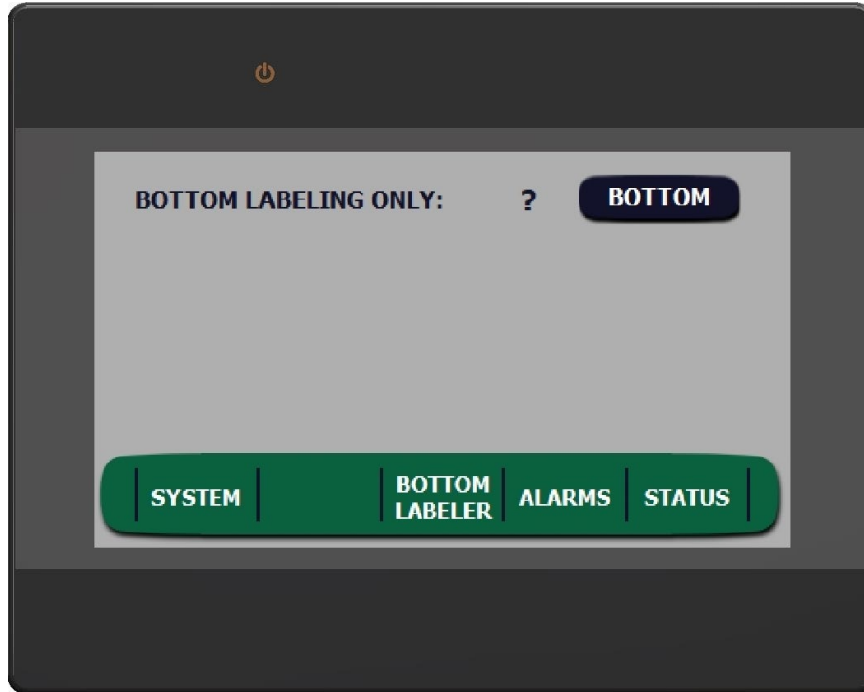 BOTTOM LABELING ONLY: ? BOTTOM
SYSTEM
BOTTOM
LABELER
ALARMS
STATUS